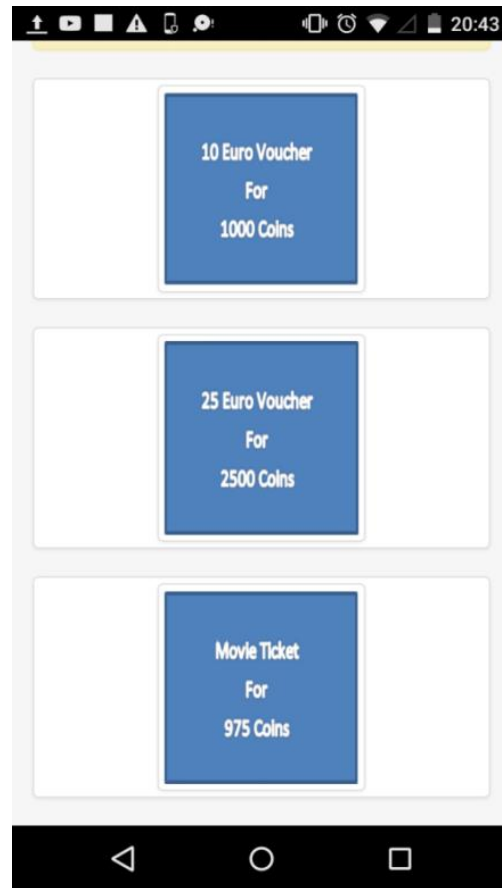 20:43
10 Euro Voucher
For
1000 Coins
25 Euro Voucher
For
2500 Coins
Movie Ticket
For
975 Coins